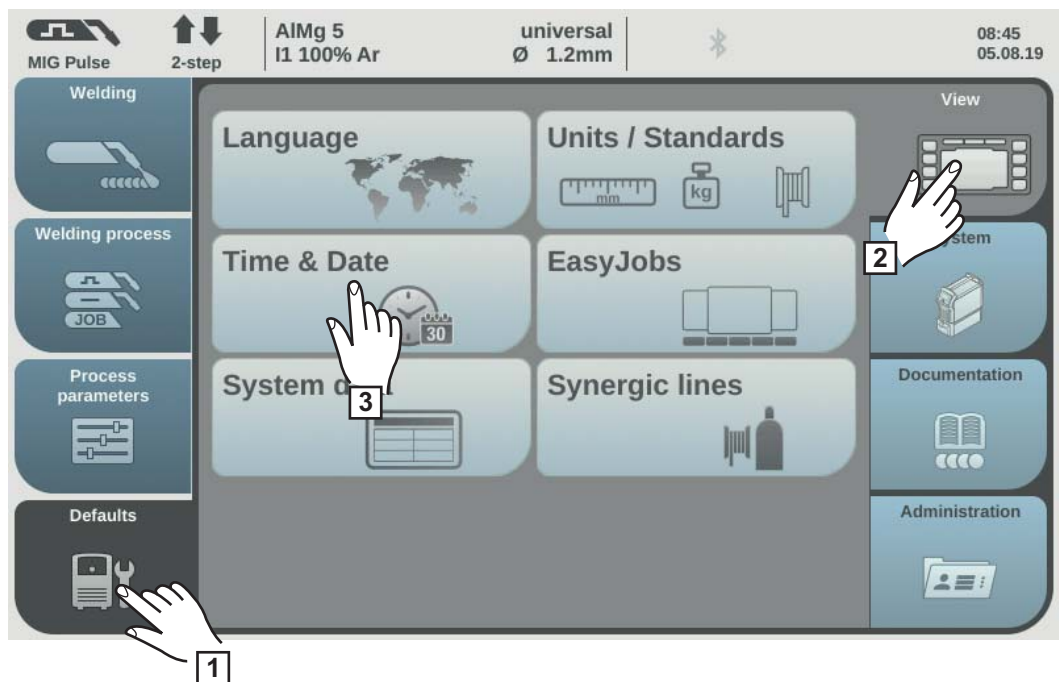 MIG Pulse
2-step
AlMg 5
I1 100% Ar
universal
Ø 1.2mm
08:45
05.08.19
Welding
Welding process
JOB
Process
parameters
Defaults
Language
Units / Standards
mm
kg
Time & Date
30
EasyJobs
System d
Synergic lines
View
ystem
Documentation
Administration
1
2
3